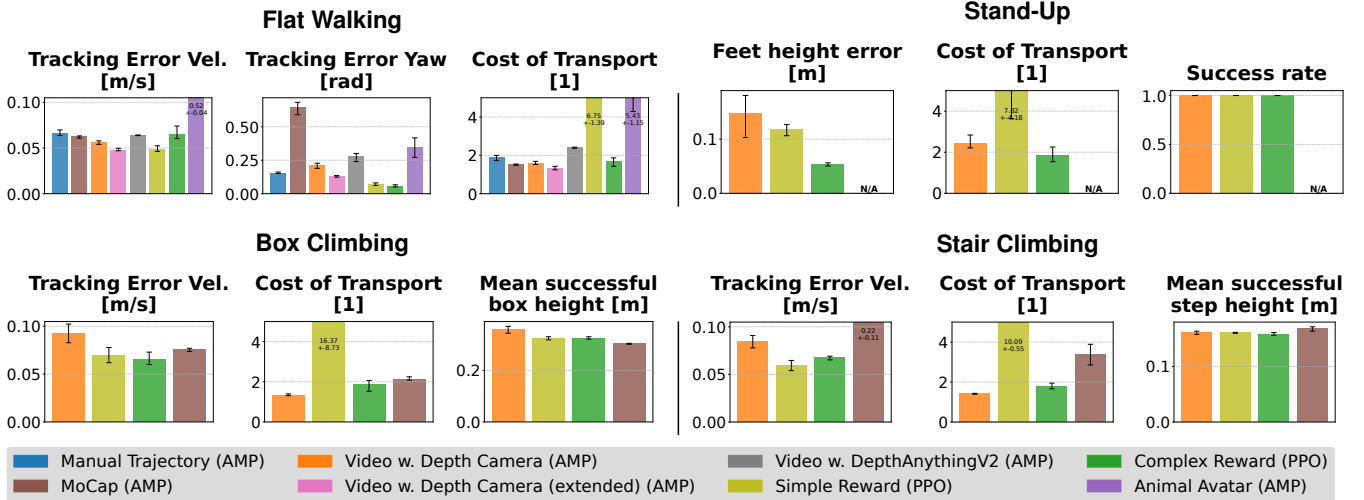 Flat Walking
Tracking Error Vel.
[m/s]
0.10
0.05
0.00
0.52
+-0.04
Tracking Error Yaw
[rad]
0.50
0.25
0.00
Cost of Transport
[1]
4
2
0
6.75
+-1.39
5.43
+-1.15
Stand-Up
Feet height error
[m]
0.1
0.0
N/A
Cost of Transport
[1]
4
2
0
7.82
+-4.18
N/A
Success rate
1.0
0.5
0.0
N/A
Box Climbing
Tracking Error Vel.
[m/s]
0.10
0.05
0.00
Cost of Transport
[1]
4
2
0
16.37
+-8.73
Mean successful
box height [m]
0.2
0.0
Stair Climbing
Tracking Error Vel.
[m/s]
0.10
0.05
0.00
0.22
+-0.11
Cost of Transport
[1]
4
2
0
10.09
+-0.55
Mean successful
step height [m]
0.1
0.0
Manual Trajectory (AMP)
MoCap (AMP)
Video w. Depth Camera (AMP)
Video w. Depth Camera (extended) (AMP)
Video w. DepthAnythingV2 (AMP)
Simple Reward (PPO)
Complex Reward (PPO)
Animal Avatar (AMP)